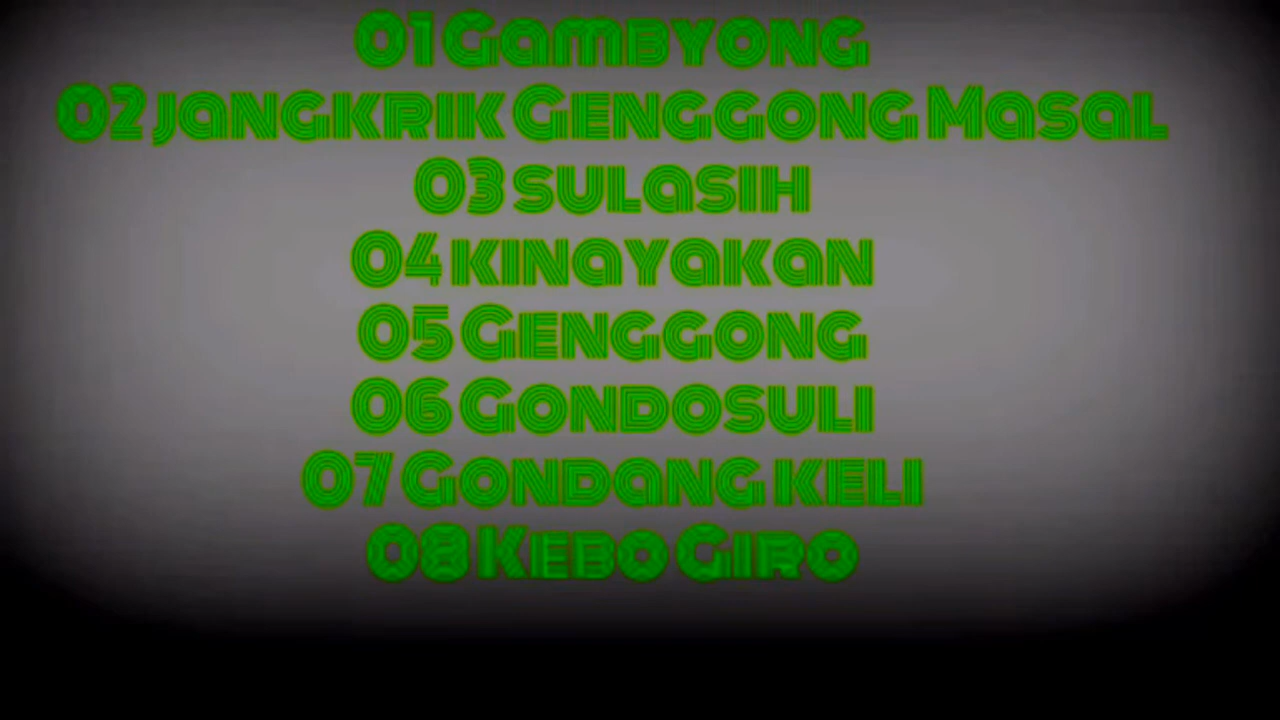 01 Gambyong
02 jangkrik Genggong Masal
03 sulasih
04 kinayakan
05 Genggong
06 Gondosuli
07 Gondang keli
08 Kebo Giro